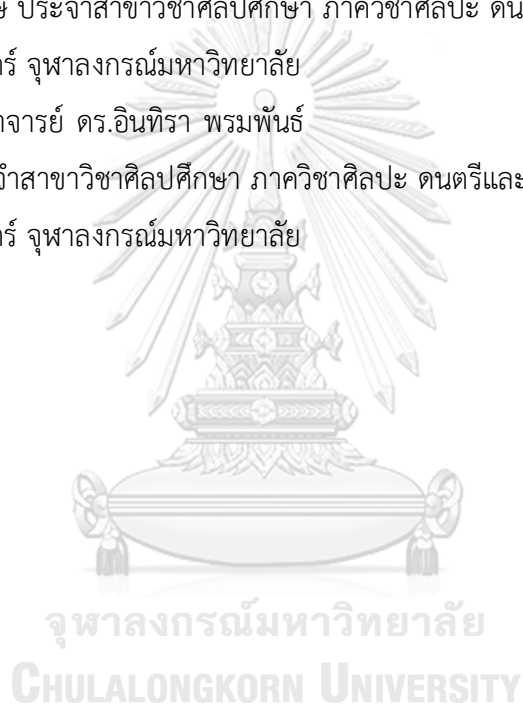 ประจำสาขาวิชาศิลปศึกษา ภาควิชาศิลปะ ดน
ร์ จุฬาลงกรณ์มหาวิทยาลัย
าจารย์ ดร.อินทิรา พรมพันธ์
จำสาขาวิชาศิลปศึกษา ภาควิชาศิลปะ ดนตรีและ
ร์ จุฬาลงกรณ์มหาวิทยาลัย
จุฬาลงกรณ์มหาวิทยาลัย
CHULALONGKORN UNIVERSITY